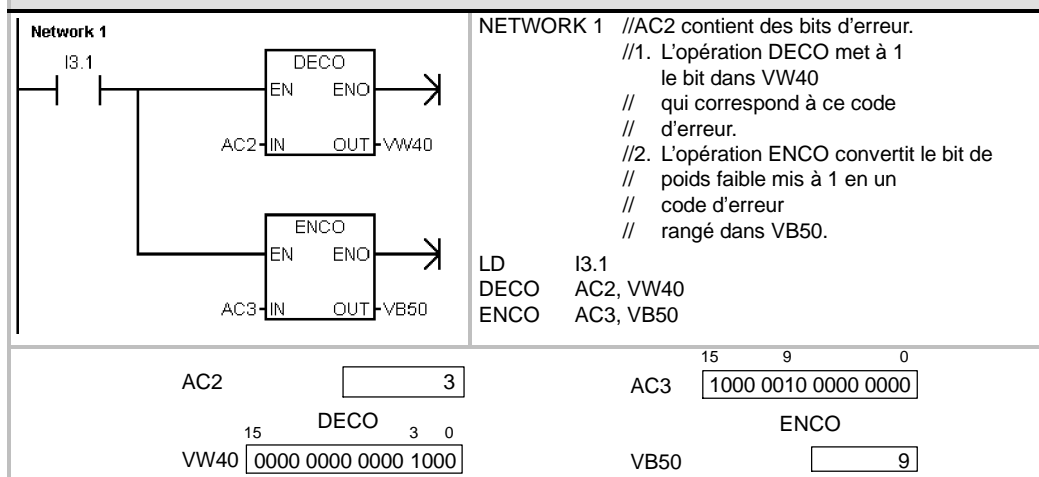 Network 1
I3.1
DECO
EN ENO
AC2 IN OUT VW40
ENCO
EN ENO
AC3 IN OUT VB50
NETWORK 1 //AC2 contient des bits d'erreur.
//1. L'opération DECO met à 1
le bit dans VW40
// qui correspond à ce code
// d'erreur.
//2. L'opération ENCO convertit le bit de
// poids faible mis à 1 en un
// code d'erreur
// rangé dans VB50.
LD I3.1
DECO AC2, VW40
ENCO AC3, VB50
AC2 3
DECO
15 3 0
VW40 0000 0000 0000 1000
15 9 0
AC3 1000 0010 0000 0000
ENCO
VB50 9